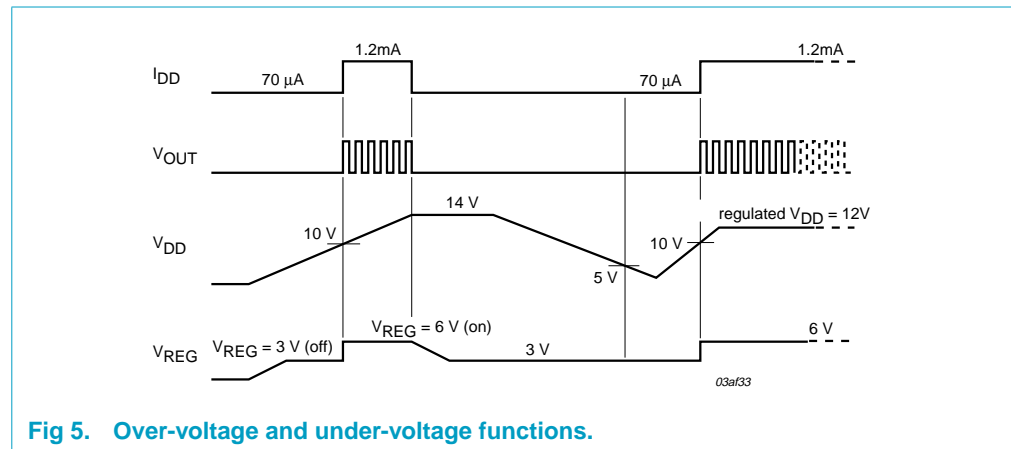 1.2mA 1.2mA
IDD 70 μA 70 μA
VOUT
14 V regulated VDD = 12V
VDD 10 V 10 V
5 V
VREG = 6 V (on) 6 V
VREG VREG = 3 V (off) 3 V
03af33
Fig 5. Over-voltage and under-voltage functions.